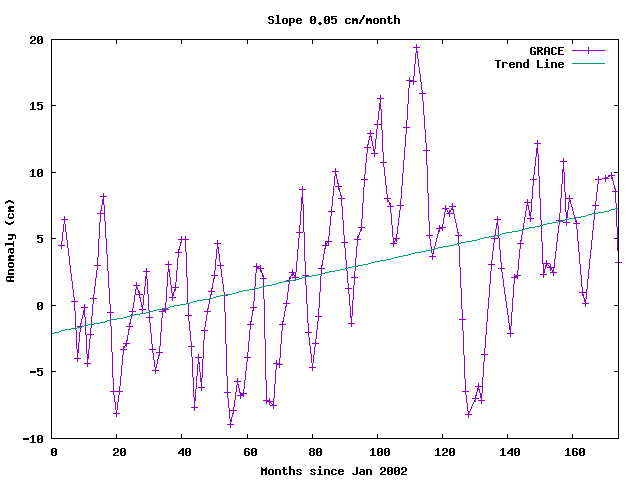 Slope 0.05 cm/month
GRACE
Trend Line
20
15
10
5
0
-5
-10
Anomaly (cm)
0 20 40 60 80 100 120 140 160
Months since Jan 2002